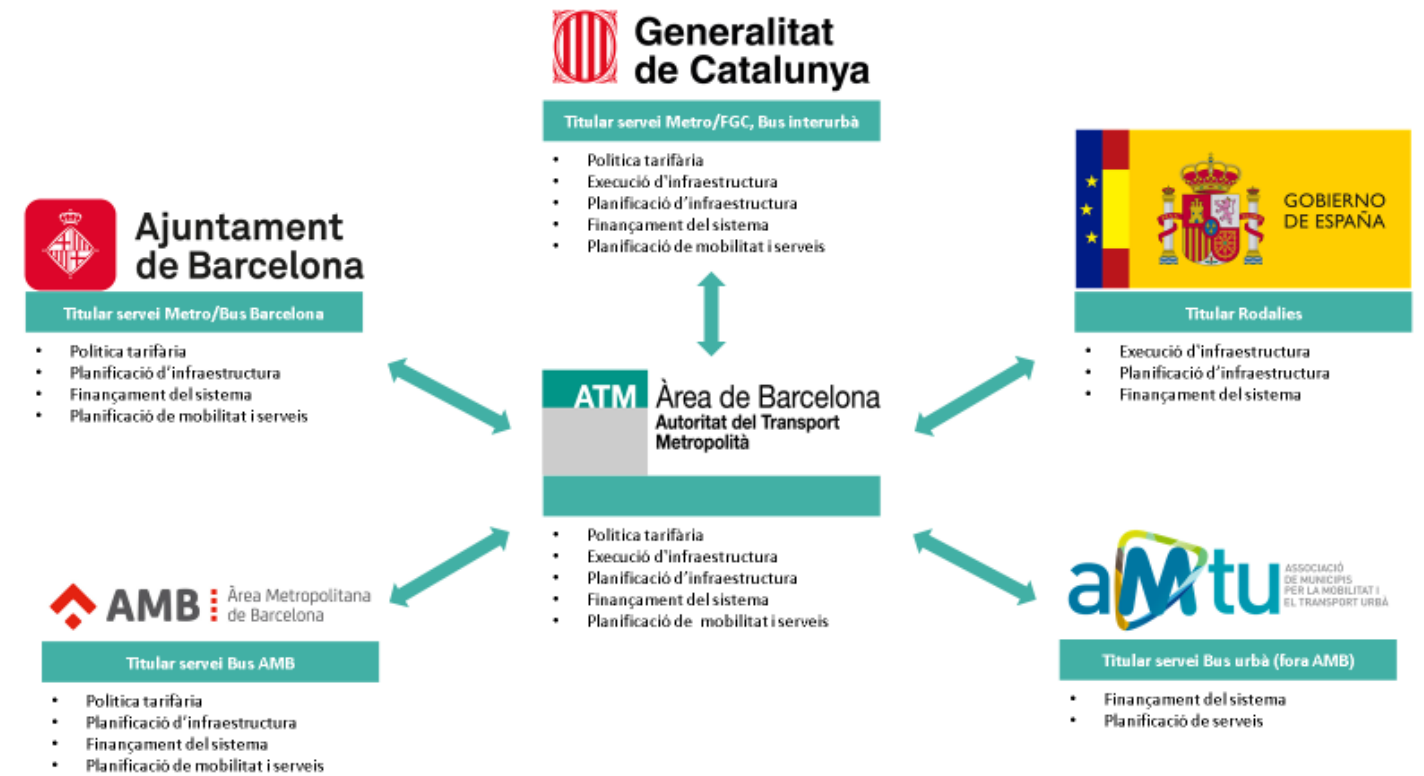 Generalitat
de Catalunya
Titular servei Metro/FGC, Bus interurbà
• Política tarifària
• Execució d'infraestructura
• Planificació d'infraestructura
• Finançament del sistema
• Planificació de mobilitat i serveis
Ajuntament
de Barcelona
Titular servei Metro/Bus Barcelona
• Política tarifària
• Planificació d'infraestructura
• Finançament del sistema
• Planificació de mobilitat i serveis
GOBIERNO
DE ESPAÑA
Titular Rodalies
• Execució d'infraestructura
• Planificació d'infraestructura
• Finançament del sistema
ATM Àrea de Barcelona
Autoritat del Transport
Metropolità
• Política tarifària
• Execució d'infraestructura
• Planificació d'infraestructura
• Finançament del sistema
• Planificació de mobilitat i serveis
AMB Àrea Metropolitana
de Barcelona
Titular servei Bus AMB
• Política tarifària
• Planificació d'infraestructura
• Finançament del sistema
• Planificació de mobilitat i serveis
aMtu
ASSOCIACIÓ
DE MUNICIPIS
PER LA MOBILITAT I
EL TRANSPORT URBÀ
Titular servei Bus urbà (fora AMB)
• Finançament del sistema
• Planificació de serveis